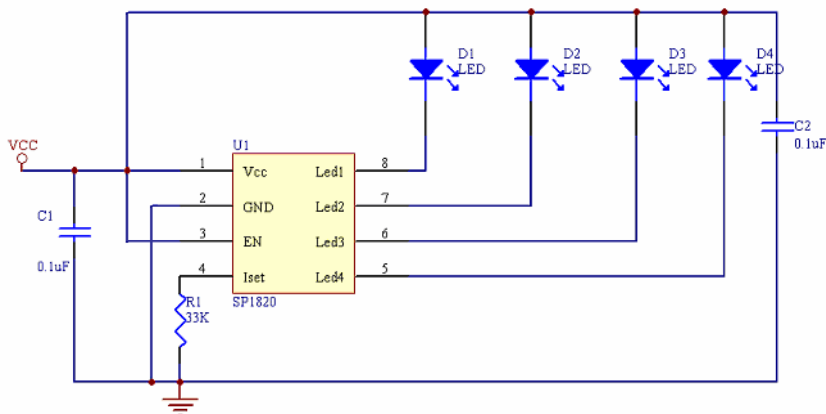 D1
LED
D2
LED
D3
LED
D4
LED
C2
0.1uF
VCC
U1
1
Vcc
Led1
8
2
GND
Led2
7
C1
0.1uF
3
EN
Led3
6
4
Iset
Led4
5
R1
33K
SP1820